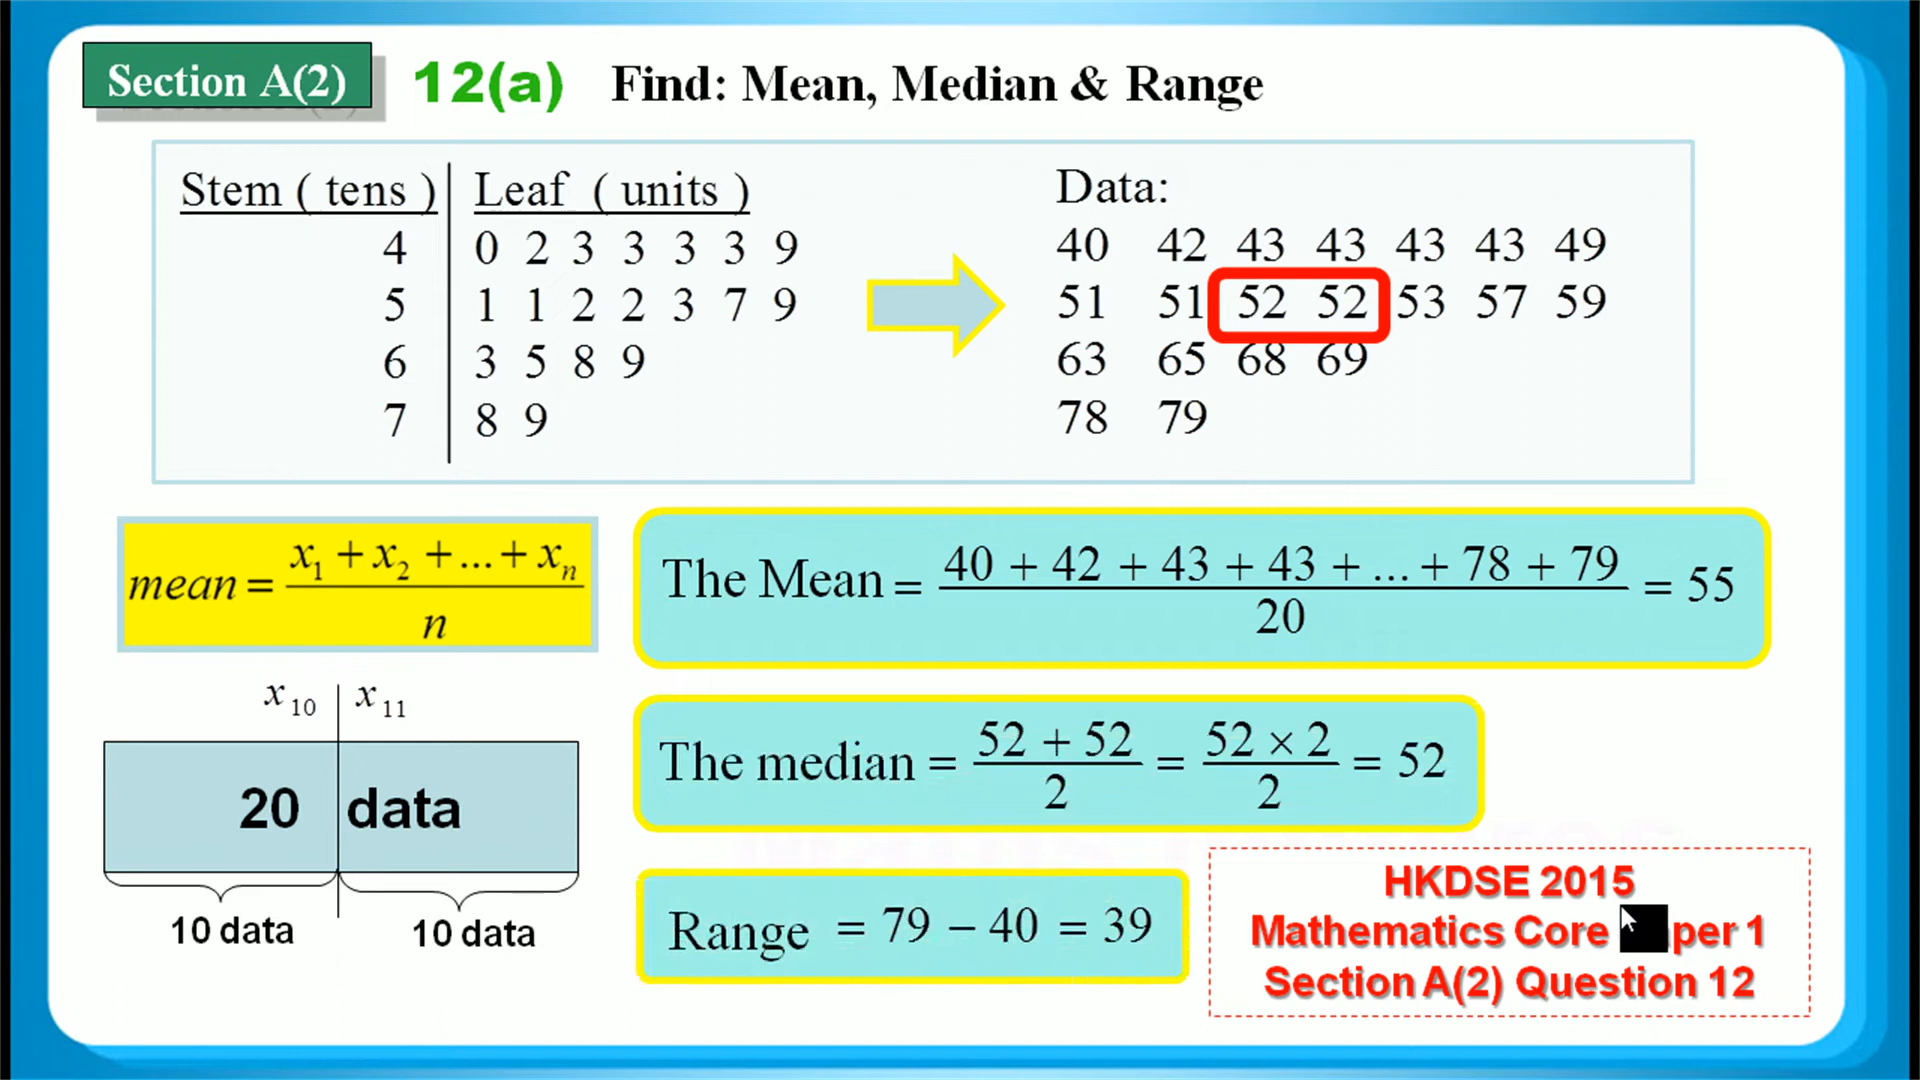 Section A(2) 12(a) Find: Mean, Median & Range
Stem ( tens ) Leaf ( units )
4 0 2 3 3 3 3 9
5 1 1 2 2 3 7 9
6 3 5 8 9
7 8 9
Data:
40 42 43 43 43 43 49
51 51 52 52 53 57 59
63 65 68 69
78 79
mean = (x₁ + x₂ + ... + xₙ) / n
The Mean = (40 + 42 + 43 + 43 + ... + 78 + 79) / 20 = 55
x₁₀ x₁₁
20 data
10 data 10 data
The median = (52 + 52) / 2 = (52 × 2) / 2 = 52
Range = 79 − 40 = 39
HKDSE 2015
Mathematics Core per 1
Section A(2) Question 12